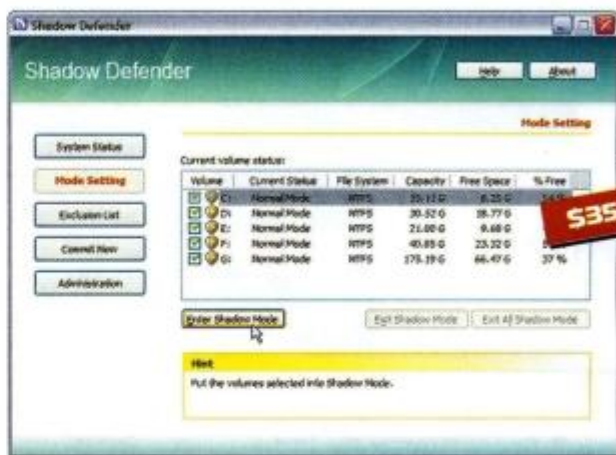 Shadow Defender
Shadow Defender
Help
About
Mode Setting
System Status
Mode Setting
Exclusion List
Commit Now
Administration
Current volume status:
Volume Current Status File System Capacity Free Space % Free
C: Normal Mode NTFS
D: Normal Mode NTFS 30.52 G 18.77 G
E: Normal Mode NTFS 21.00 G 9.68 G
F: Normal Mode NTFS 40.85 G 23.32 G
G: Normal Mode NTFS 66.47 G 37 %
$35
Enter Shadow Mode
Exit Shadow Mode
Exit All Shadow Mode
Hint
Put the volumes selected into Shadow Mode.